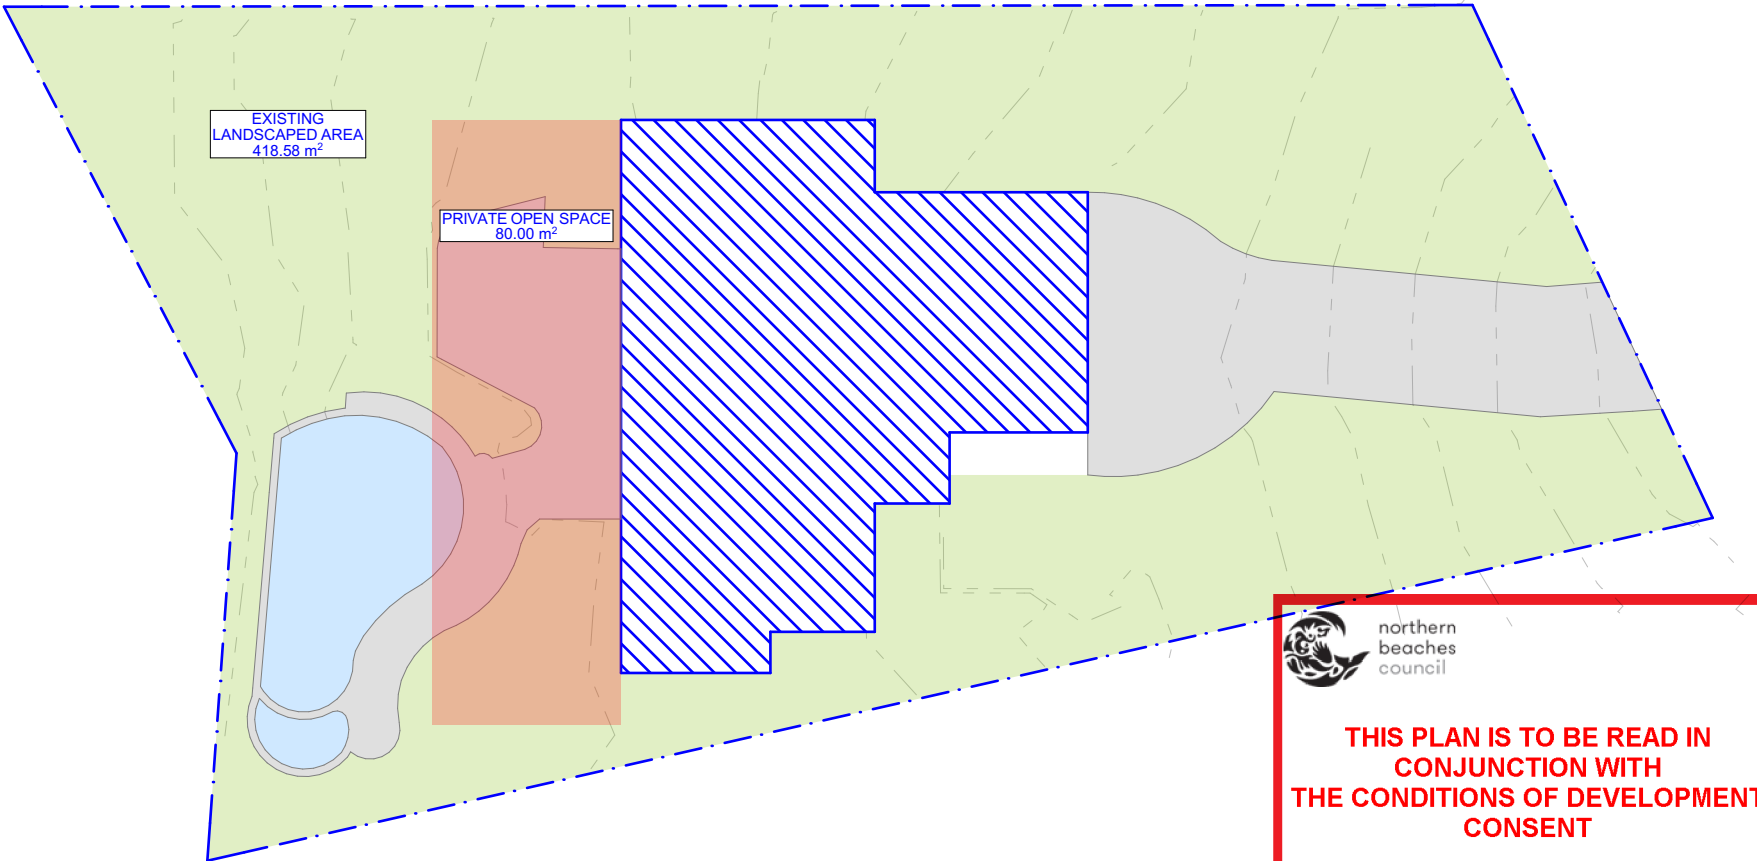 EXISTING
LANDSCAPED AREA
418.58 m²
PRIVATE OPEN SPACE
80.00 m²
northern
beaches
council
THIS PLAN IS TO BE READ IN
CONJUNCTION WITH
THE CONDITIONS OF DEVELOPMENT
CONSENT